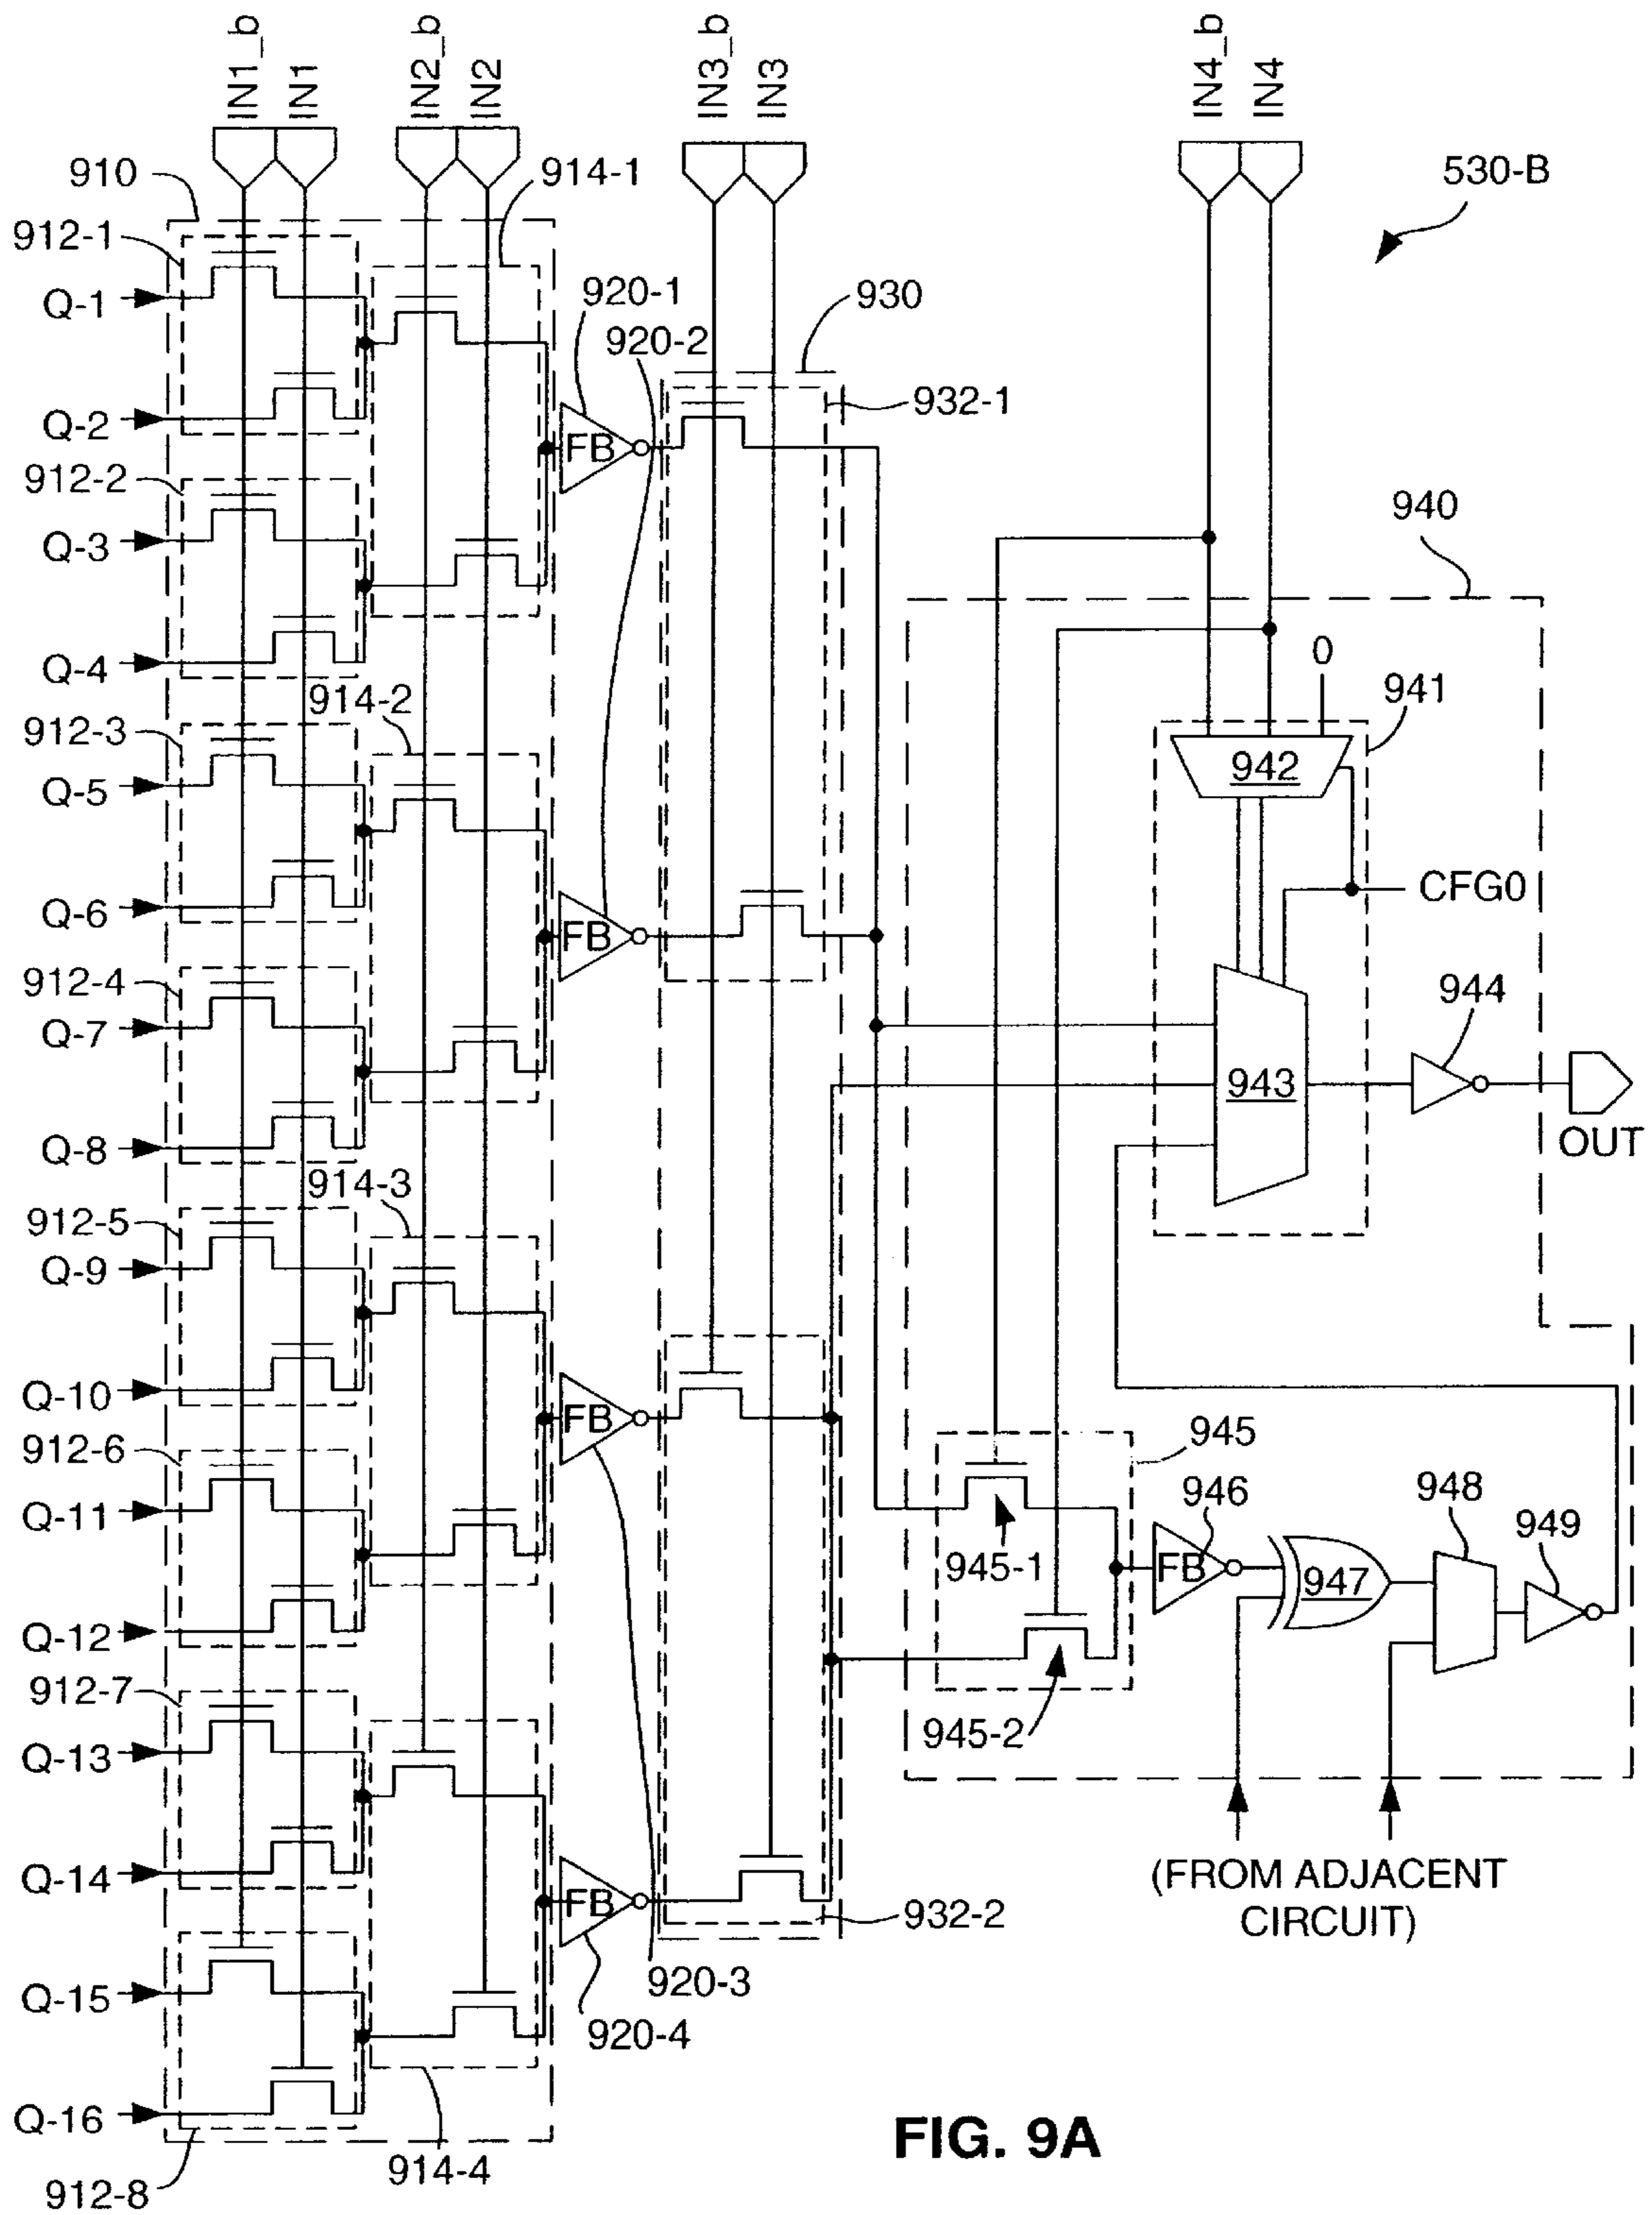 IN1_b
IN1
IN2_b
IN2
IN3_b
IN3
IN4_b
IN4
910
914-1
530-B
912-1
Q-1
920-1
930
920-2
Q-2
932-1
912-2
940
Q-3
0
Q-4
914-2
941
912-3
942
Q-5
CFG0
Q-6
912-4
944
Q-7
943
Q-8
OUT
914-3
912-5
Q-9
Q-10
945
912-6
946
948
Q-11
949
945-1
947
Q-12
912-7
945-2
Q-13
Q-14
(FROM ADJACENT
CIRCUIT)
932-2
Q-15
920-3
920-4
Q-16
914-4
912-8
FB
FB
FB
FB
FB
FIG. 9A